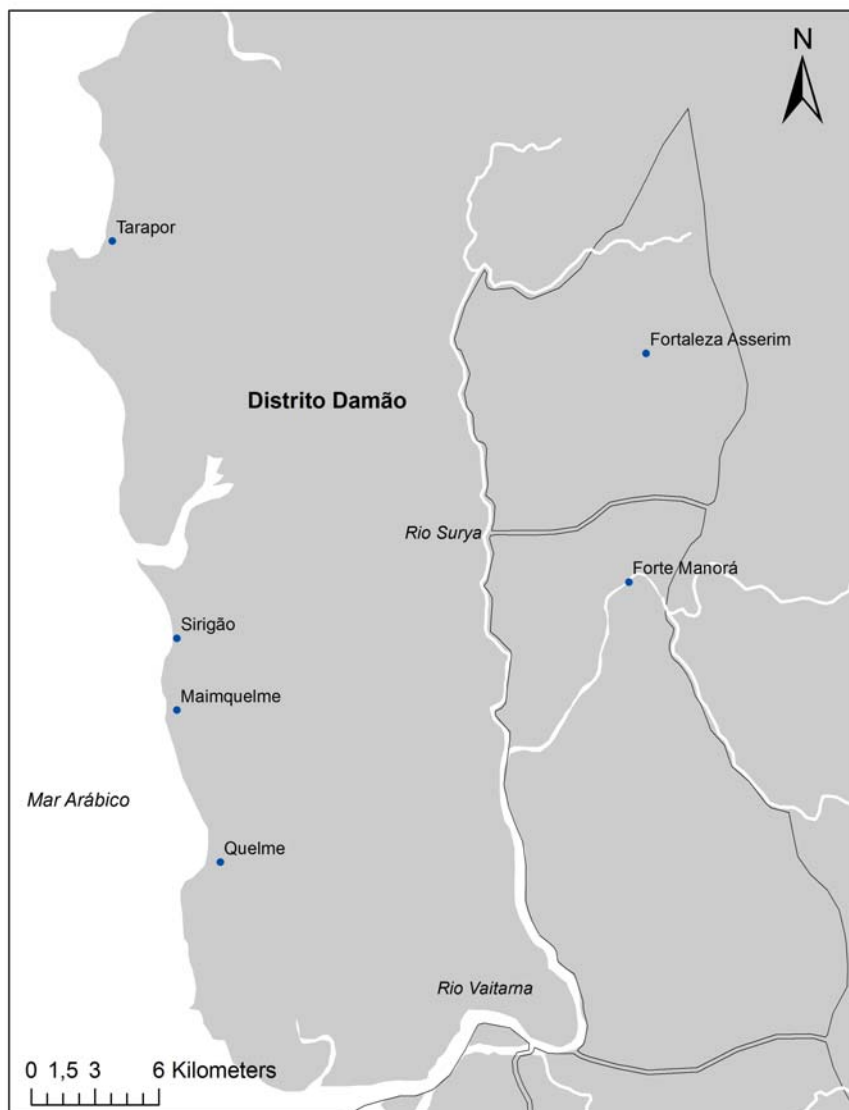 N
Tarapor
Fortaleza Asserim
Distrito Damão
Rio Surya
Forte Manorá
Sirigão
Maimquelme
Mar Arábico
Quelme
Rio Vaitarna
0 1,5 3 6 Kilometers